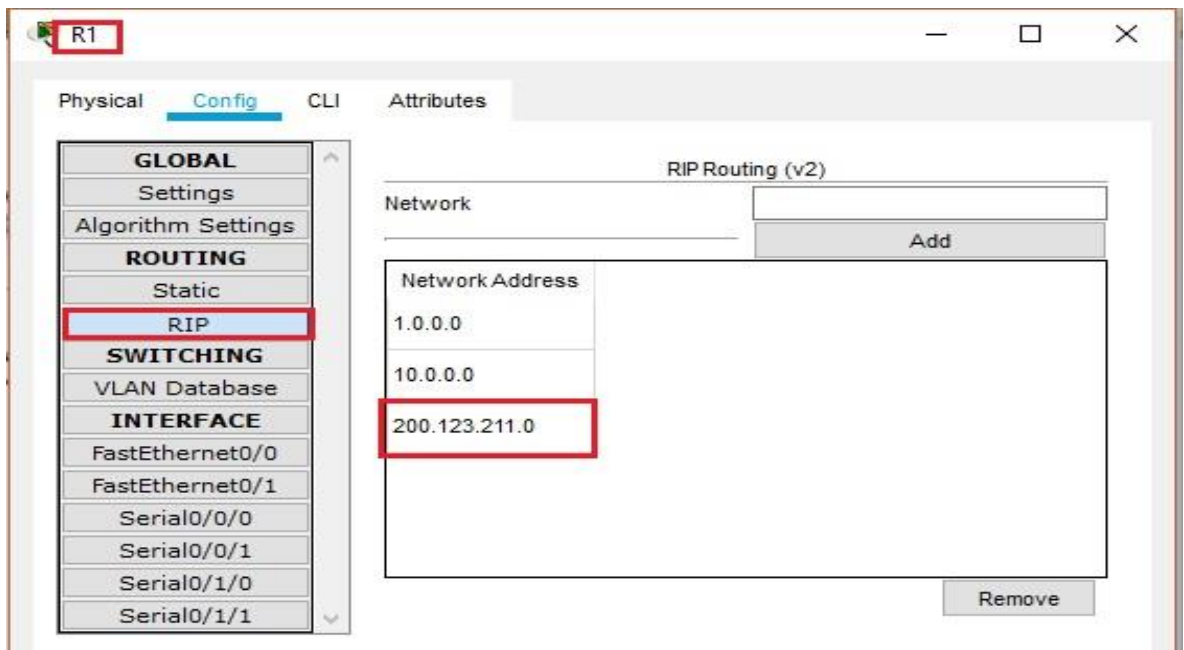 R1
Physical Config CLI Attributes
GLOBAL
Settings
Algorithm Settings
ROUTING
Static
RIP
SWITCHING
VLAN Database
INTERFACE
FastEthernet0/0
FastEthernet0/1
Serial0/0/0
Serial0/0/1
Serial0/1/0
Serial0/1/1
RIP Routing (v2)
Network
Add
Network Address
1.0.0.0
10.0.0.0
200.123.211.0
Remove